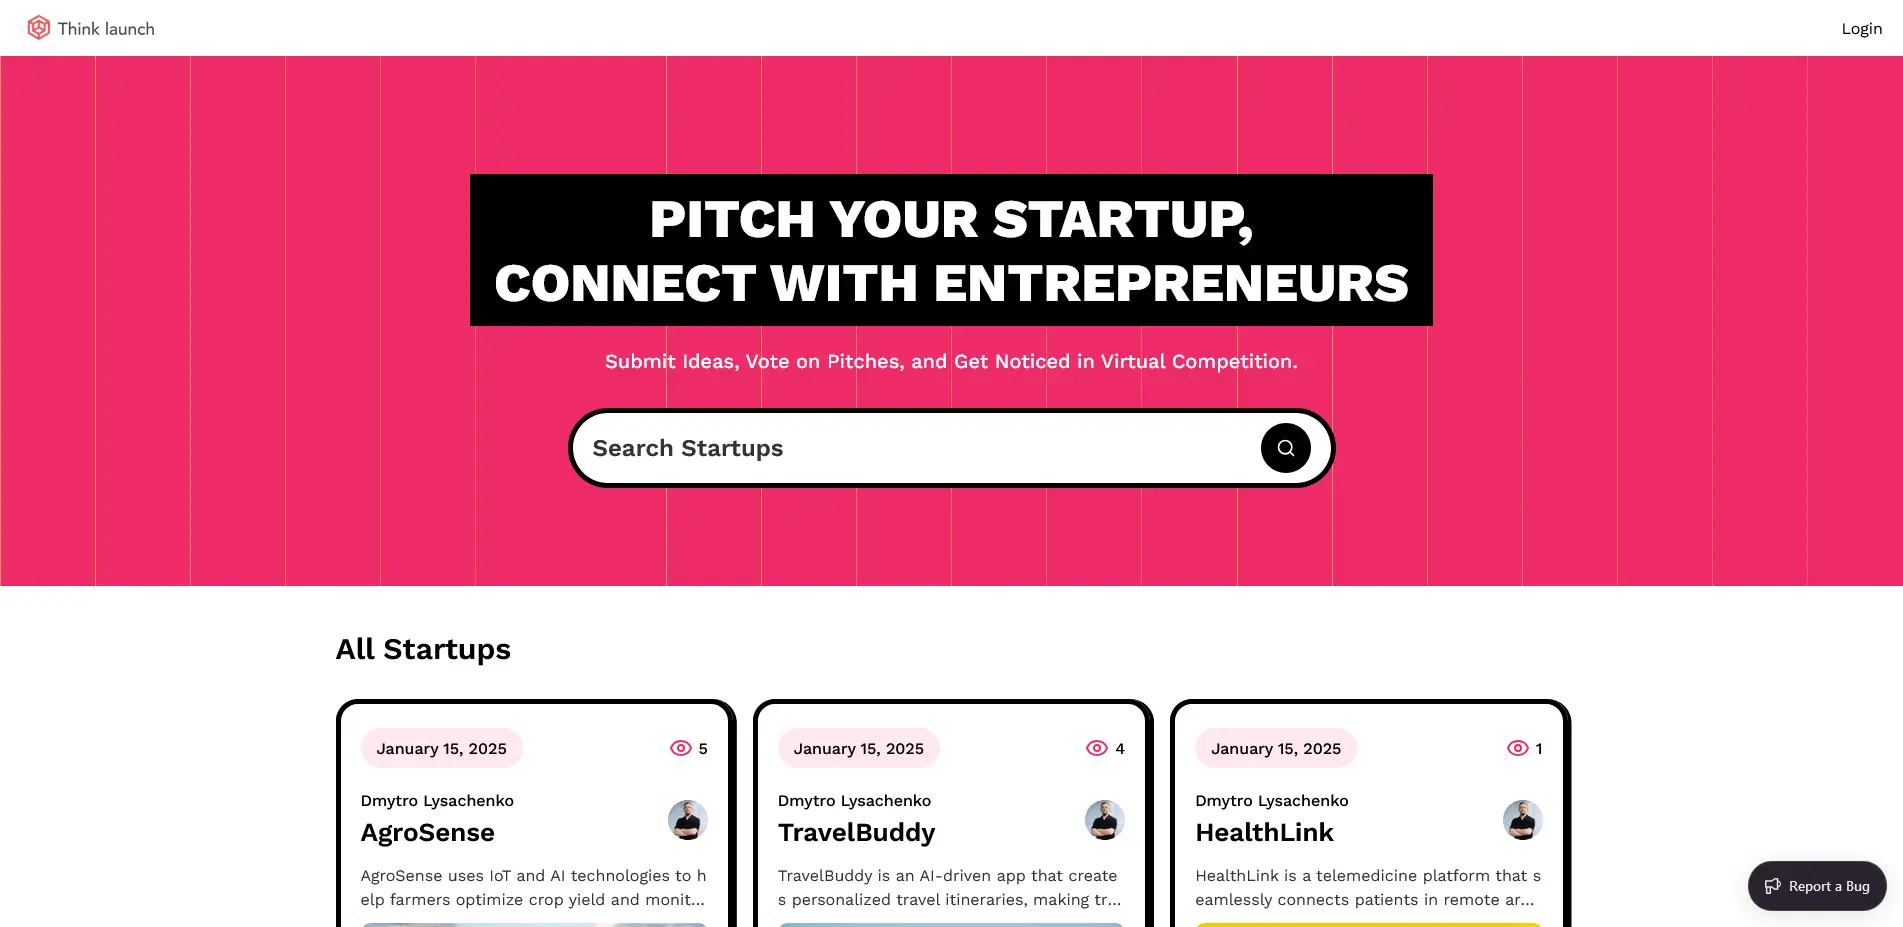 Think launch
Login
PITCH YOUR STARTUP,
CONNECT WITH ENTREPRENEURS
Submit Ideas, Vote on Pitches, and Get Noticed in Virtual Competition.
Search Startups
All Startups
January 15, 2025
5
Dmytro Lysachenko
AgroSense
AgroSense uses IoT and AI technologies to h
elp farmers optimize crop yield and monit...
January 15, 2025
4
Dmytro Lysachenko
TravelBuddy
TravelBuddy is an AI-driven app that create
s personalized travel itineraries, making tr...
January 15, 2025
1
Dmytro Lysachenko
HealthLink
HealthLink is a telemedicine platform that s
eamlessly connects patients in remote ar...
Report a Bug